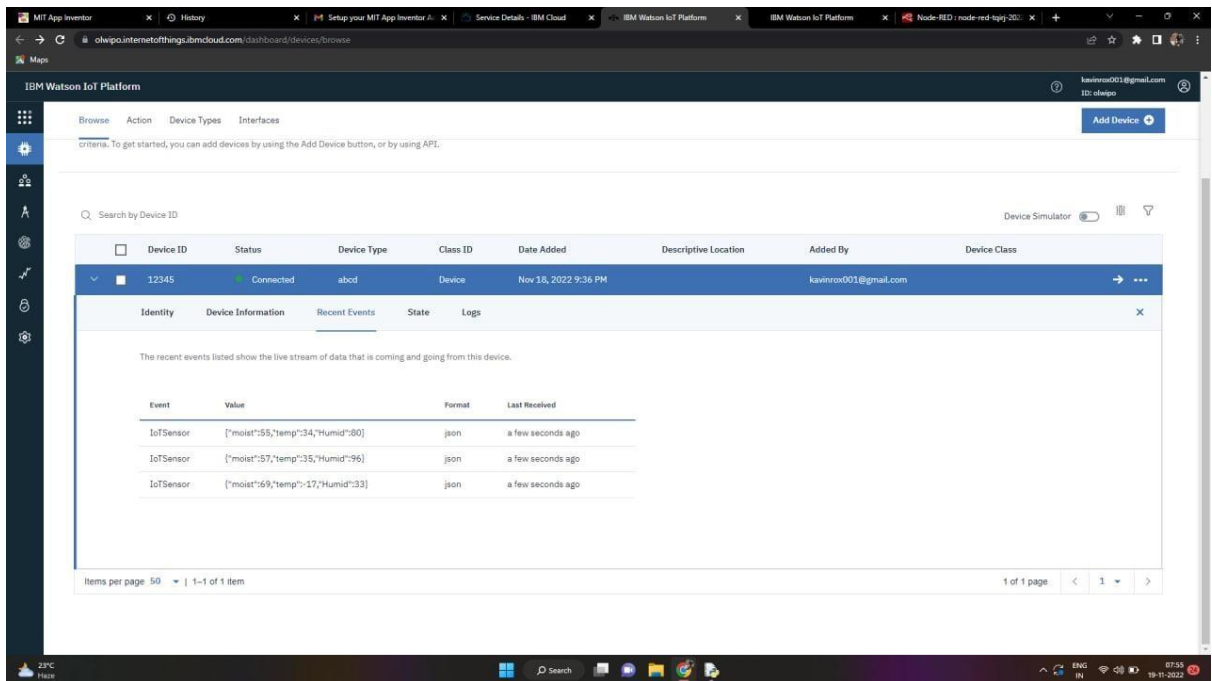 MIT App Inventor History Setup your MIT App Inventor A Service Details - IBM Cloud IBM Watson IoT Platform IBM Watson IoT Platform Node-RED : node-red-tqirj-202
olwipo.internetofthings.ibmcloud.com/dashboard/devices/browse
Maps
IBM Watson IoT Platform
kavinrox001@gmail.com
ID: olwipo
Browse Action Device Types Interfaces Add Device
criteria. To get started, you can add devices by using the Add Device button, or by using API.
Search by Device ID Device Simulator
Device ID Status Device Type Class ID Date Added Descriptive Location Added By Device Class
12345 Connected abcd Device Nov 18, 2022 9:36 PM kavinrox001@gmail.com
Identity Device Information Recent Events State Logs
The recent events listed show the live stream of data that is coming and going from this device.
Event Value Format Last Received
IoTSensor {"moist":55,"temp":34,"Humid":80} json a few seconds ago
IoTSensor {"moist":57,"temp":35,"Humid":96} json a few seconds ago
IoTSensor {"moist":69,"temp":-17,"Humid":33} json a few seconds ago
Items per page 50 | 1–1 of 1 item 1 of 1 page 1
23°C
Haze
Search
ENG
IN
07:55
19-11-2022
24